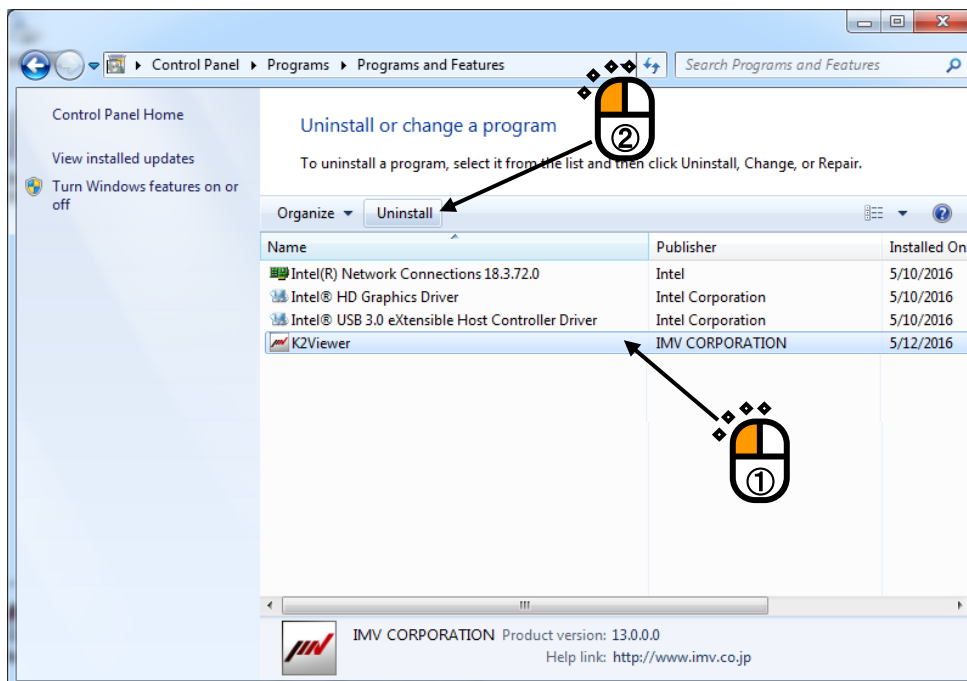 Control Panel ▸ Programs ▸ Programs and Features
Search Programs and Features
Control Panel Home
View installed updates
Turn Windows features on or
off
Uninstall or change a program
To uninstall a program, select it from the list and then click Uninstall, Change, or Repair.
②
Organize Uninstall
Name Publisher Installed On
Intel(R) Network Connections 18.3.72.0 Intel 5/10/2016
Intel® HD Graphics Driver Intel Corporation 5/10/2016
Intel® USB 3.0 eXtensible Host Controller Driver Intel Corporation 5/10/2016
K2Viewer IMV CORPORATION 5/12/2016
①
IMV CORPORATION Product version: 13.0.0.0
Help link: http://www.imv.co.jp